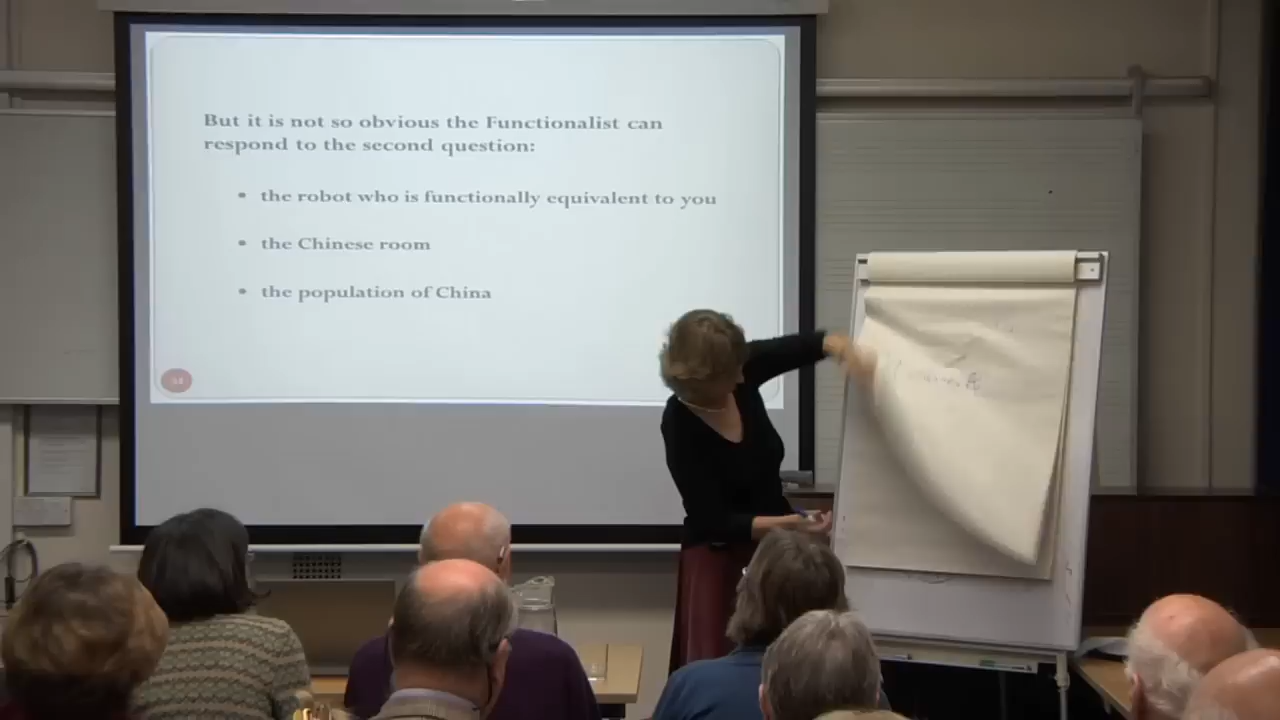 But it is not so obvious the Functionalist can
respond to the second question:
• the robot who is functionally equivalent to you
• the Chinese room
• the population of China